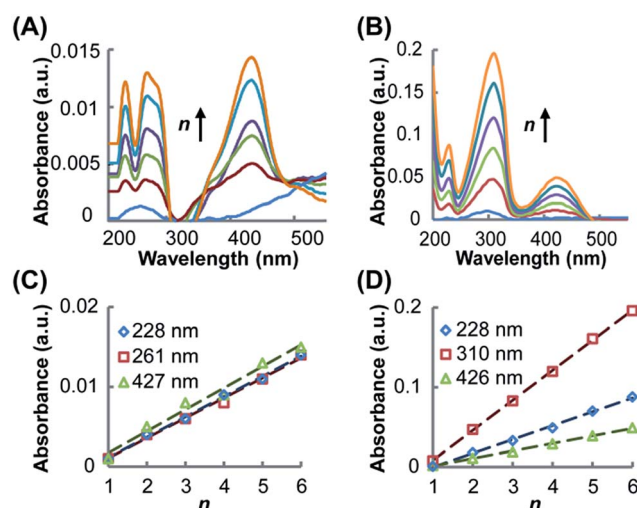 (A)
Absorbance (a.u.)
0.015
0.01
0.005
0
n
200 300 400 500
Wavelength (nm)
(B)
Absorbance (a.u.)
0.2
0.15
0.1
0.05
0
n
200 300 400 500
Wavelength (nm)
(C)
Absorbance (a.u.)
0.02
0.01
0
228 nm
261 nm
427 nm
1 2 3 4 5 6
n
(D)
Absorbance (a.u.)
0.2
0.1
0
228 nm
310 nm
426 nm
1 2 3 4 5 6
n